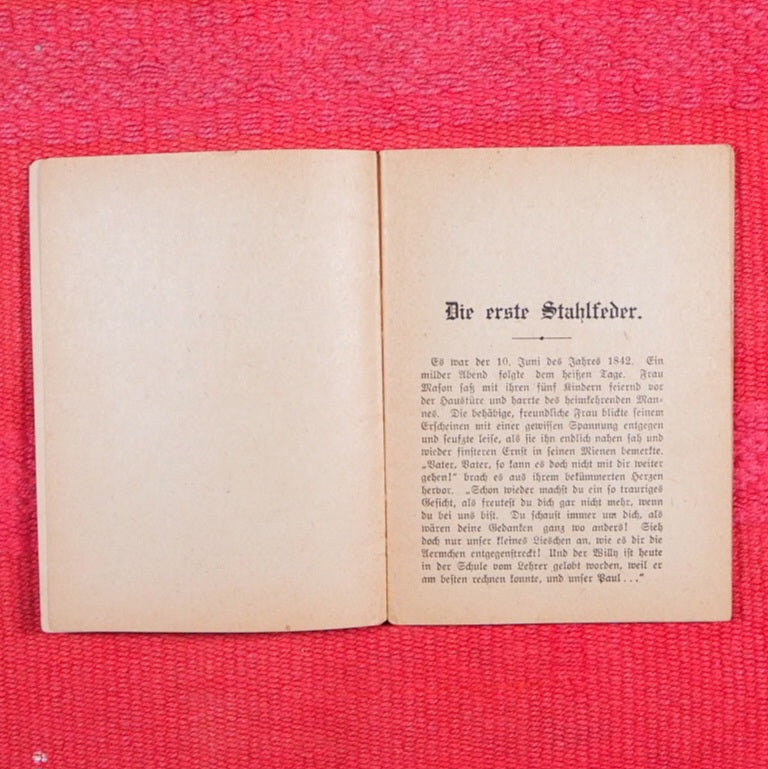 Die erste Stahlfeder.
Es war der 10. Juni des Jahres 1842. Ein
milder Abend folgte dem heißen Tage. Frau
Mason saß mit ihren fünf Kindern feiernd vor
der Haustüre und harrte des heimkehrenden Man-
nes. Die behäbige, freundliche Frau blickte seinem
Erscheinen mit einer gewissen Spannung entgegen
und seufzte leise, als sie ihn endlich nahen sah und
wieder finsteren Ernst in seinen Mienen bemerkte.
„Vater, Vater, so kann es doch nicht mit dir weiter
gehen!“ brach es aus ihrem bekümmerten Herzen
hervor. „Schon wieder machst du ein so trauriges
Gesicht, als freutest du dich gar nicht mehr, wenn
du bei uns bist. Du schaust immer um dich, als
wären deine Gedanken ganz wo anders! Sieh
doch nur unser kleines Lieschen an, wie es dir die
Aermchen entgegenstreckt! Und der Willy ist heute
in der Schule vom Lehrer gelobt worden, weil er
am besten rechnen konnte, und unser Paul . . .“